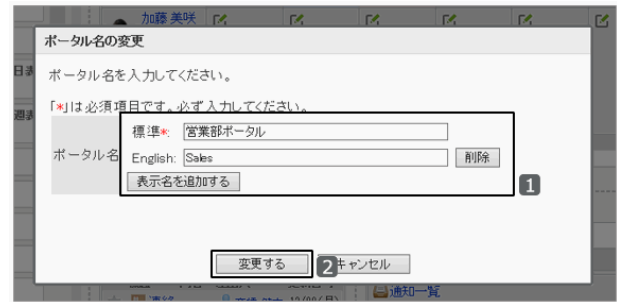 加藤 美咲
ポータル名の変更
ポータル名を入力してください。
「*」は必須項目です。必ず入力してください。
ポータル名
標準*: 営業部ポータル
English: Sales 削除
表示名を追加する
1
変更する 2 キャンセル
通知一覧